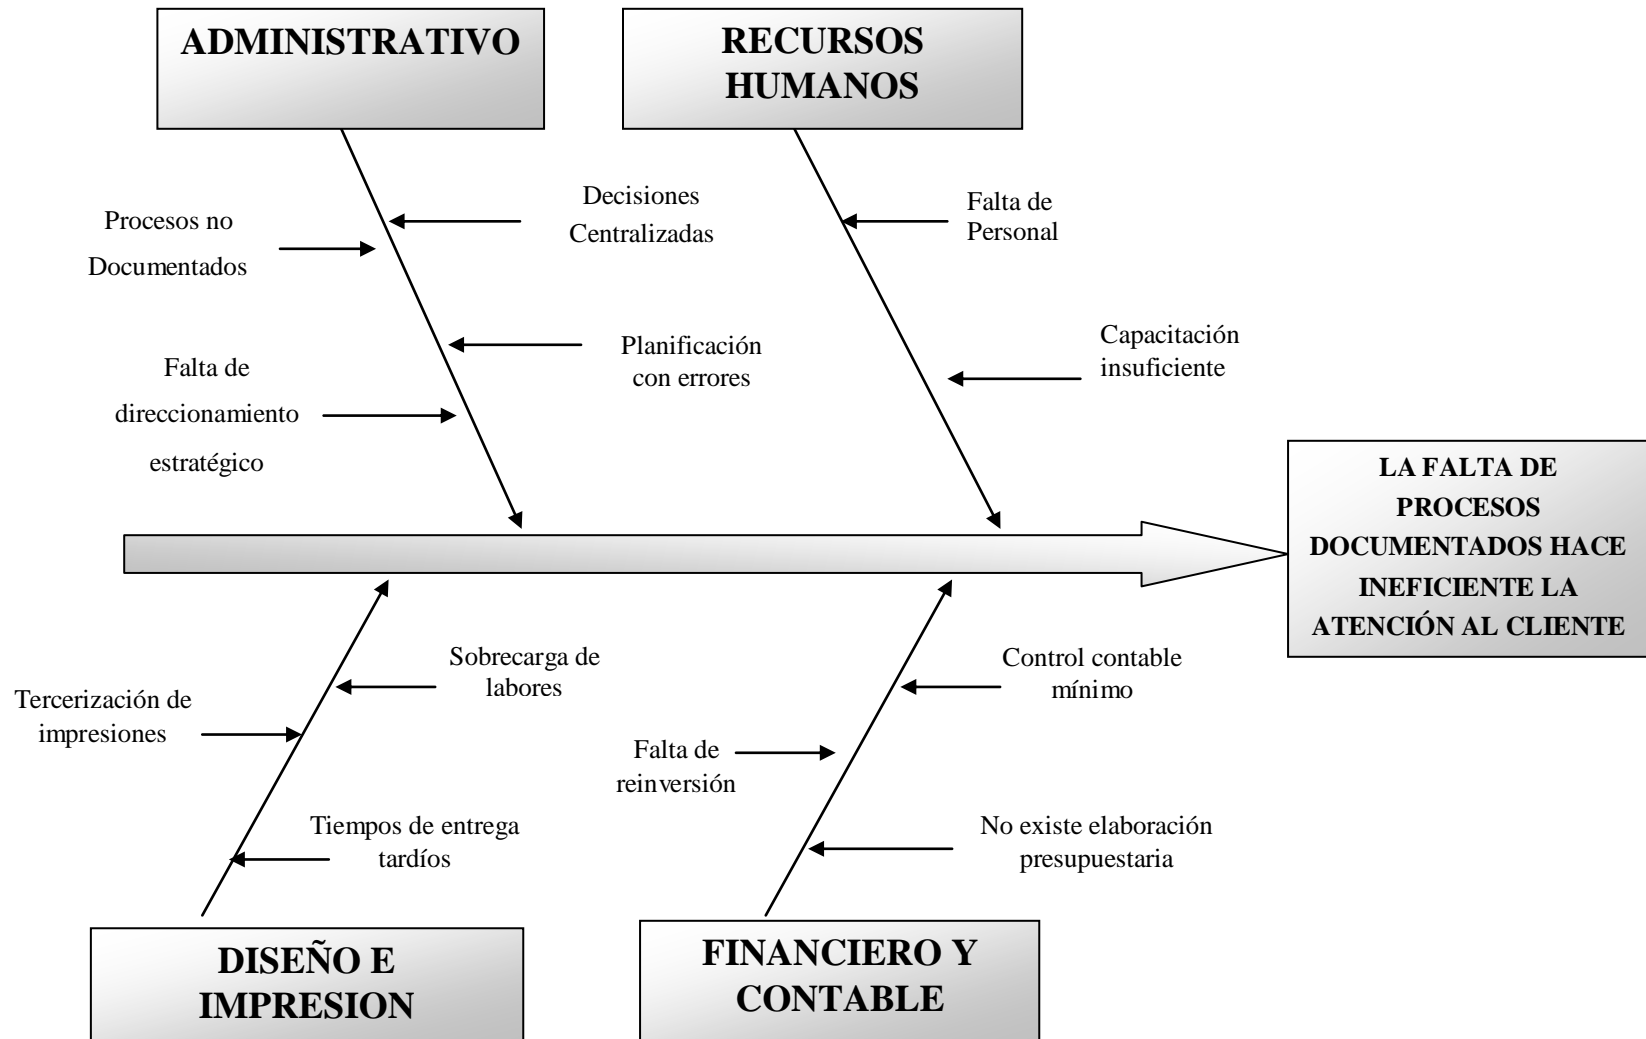 ADMINISTRATIVO
RECURSOS
HUMANOS
Procesos no
Documentados
Decisiones
Centralizadas
Falta de
Personal
Falta de
direccionamiento
estratégico
Planificación
con errores
Capacitación
insuficiente
LA FALTA DE
PROCESOS
DOCUMENTADOS HACE
INEFICIENTE LA
ATENCIÓN AL CLIENTE
Tercerización de
impresiones
Sobrecarga de
labores
Tiempos de entrega
tardíos
Falta de
reinversión
Control contable
mínimo
No existe elaboración
presupuestaria
DISEÑO E
IMPRESION
FINANCIERO Y
CONTABLE